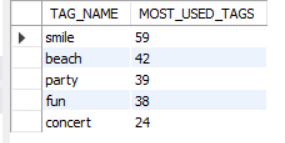 TAG_NAME MOST_USED_TAGS
smile 59
beach 42
party 39
fun 38
concert 24